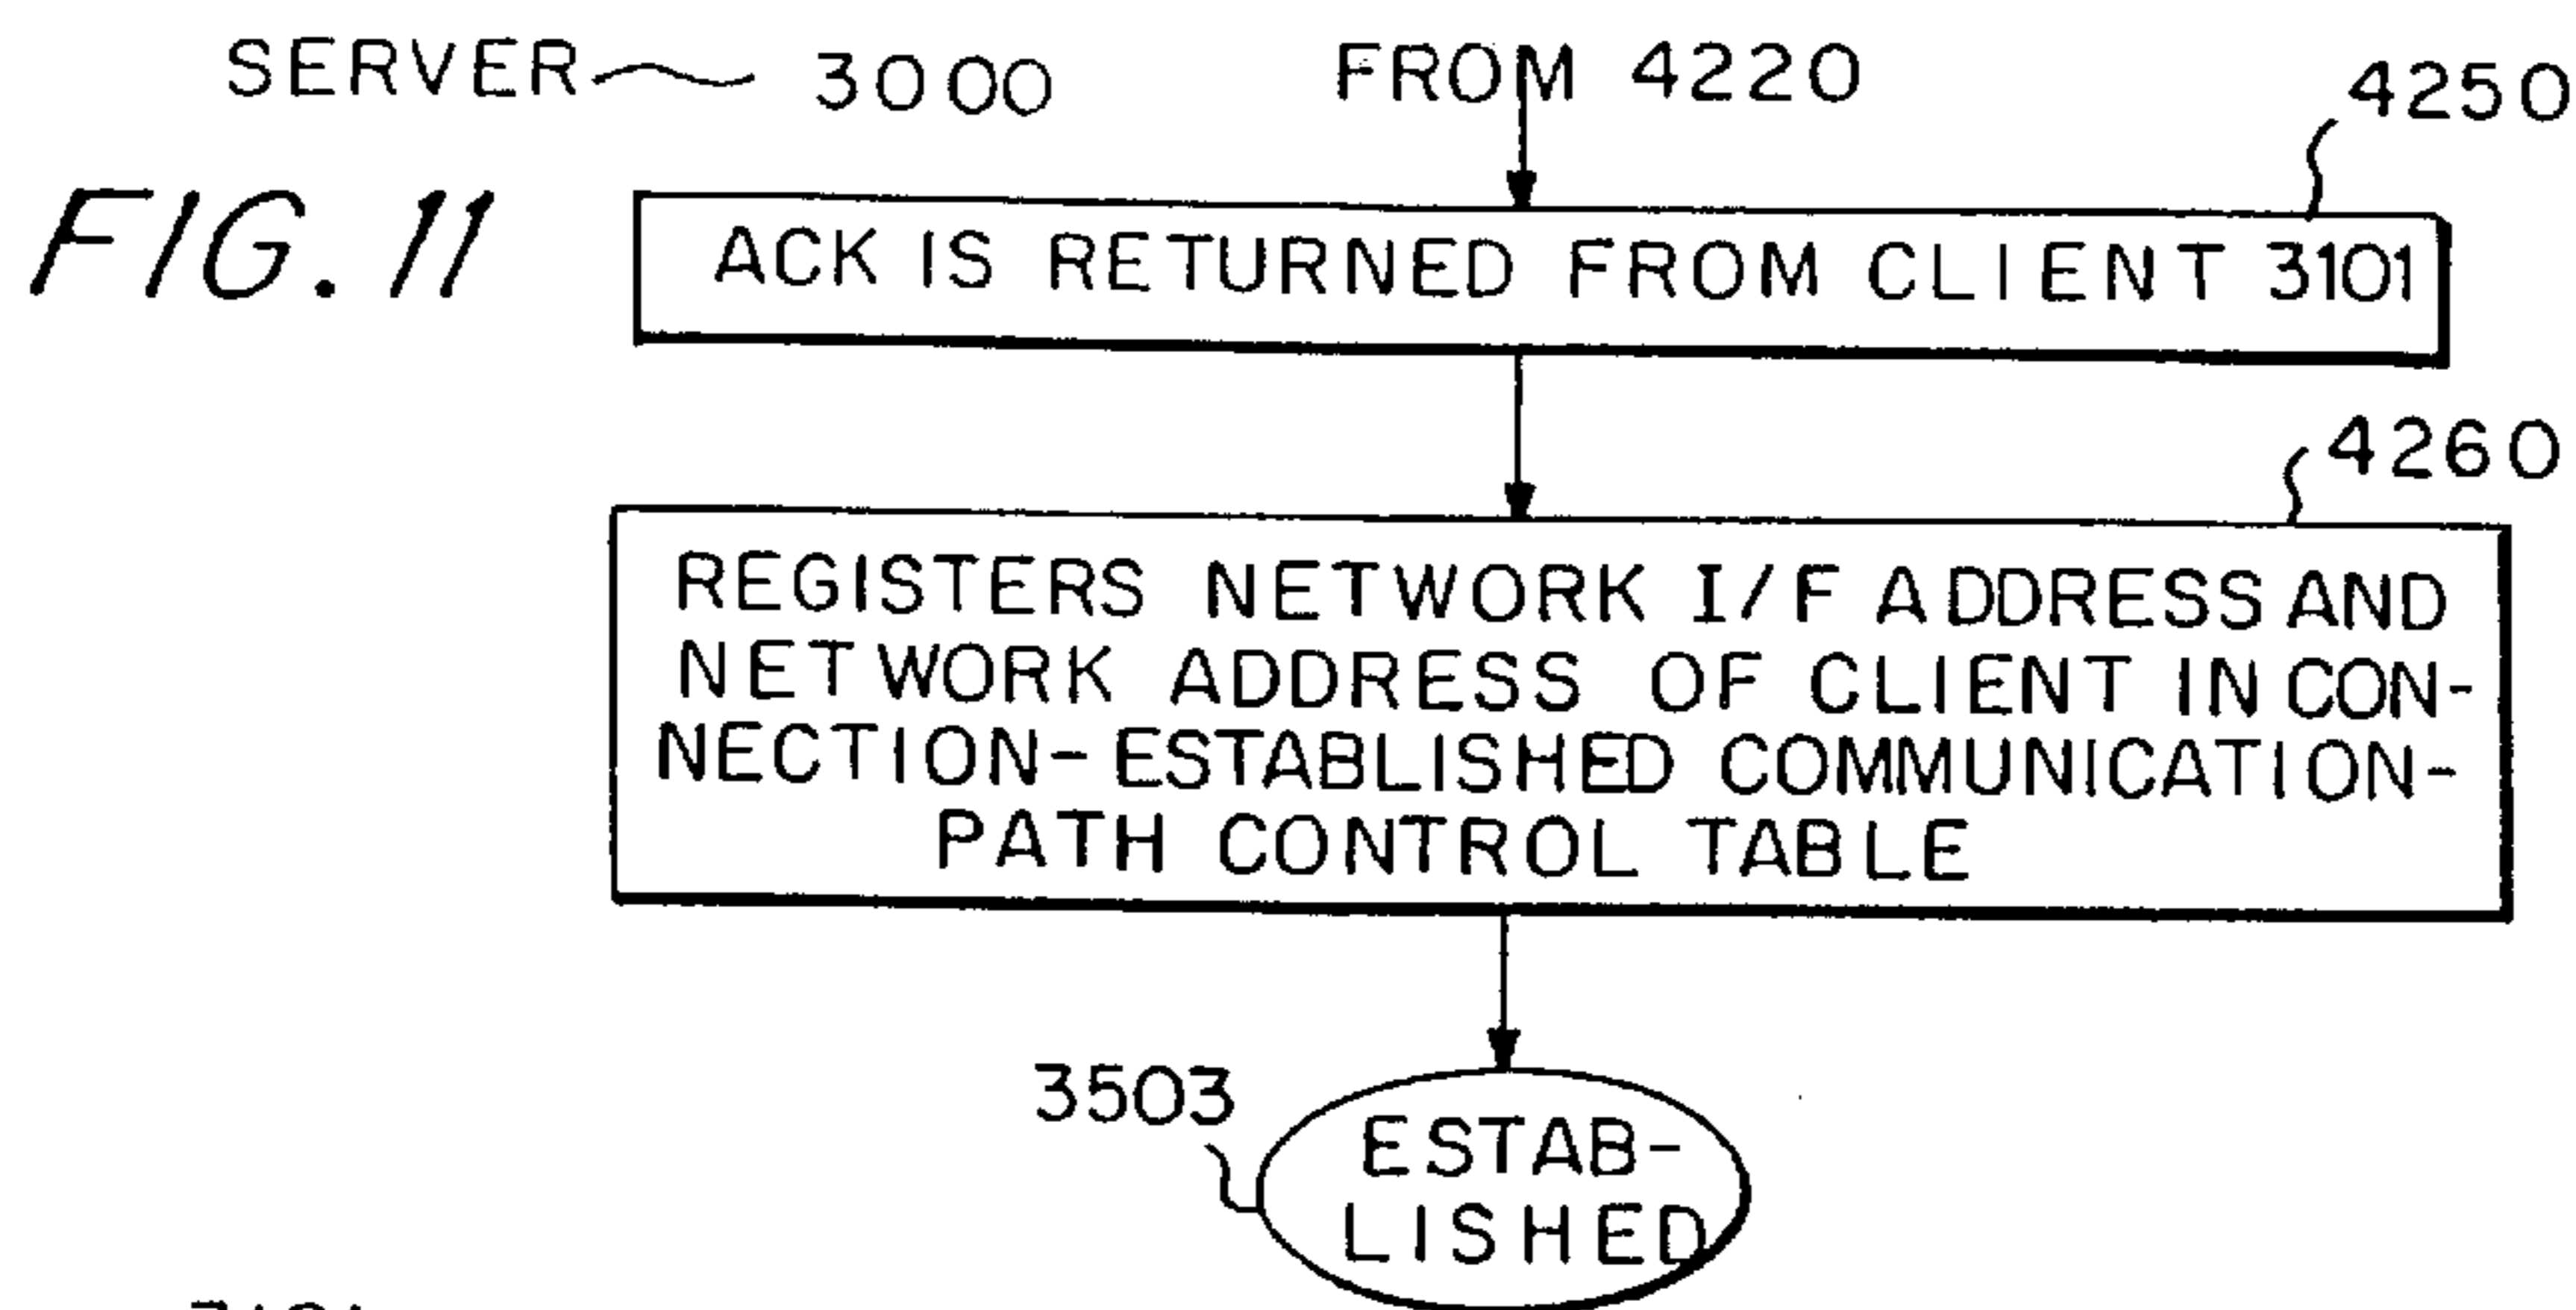 SERVER 3000
FROM 4220
4250
FIG. 11
ACK IS RETURNED FROM CLIENT 3101
4260
REGISTERS NETWORK I/F ADDRESS AND
NETWORK ADDRESS OF CLIENT IN CON-
NECTION-ESTABLISHED COMMUNICATION-
PATH CONTROL TABLE
3503
ESTAB-
LISHED